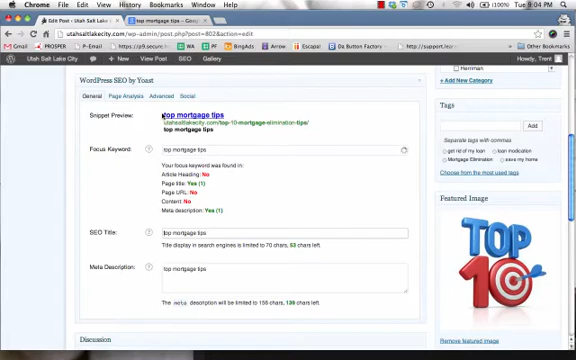 Chrome File Edit View History Bookmarks Window Help
(100%) Tue 9:04 PM
Edit Post ‹ Utah Salt Lake C
top mortgage tips – Google
utahsaltlakecity.com/wp-admin/post.php?post=802&action=edit
Gmail PROSPER https://p9.secure. WA PF BingAds Arrow Escapia! Da Button Factory http://support.lea Other Bookmarks
Utah Salt Lake City + New View Post SEO Gallery Howdy, Trent
WordPress SEO by Yoast
General Page Analysis Advanced Social
Snippet Preview:
top mortgage tips
utahsaltlakecity.com/top-10-mortgage-elimination-tips/
top mortgage tips
Focus Keyword: ? top mortgage tips
Your focus keyword was found in:
Article Heading: No
Page title: Yes (1)
Page URL: No
Content: No
Meta description: Yes (1)
SEO Title: ? top mortgage tips
Title display in search engines is limited to 70 chars, 53 chars left.
Meta Description: ? top mortgage tips
The meta description will be limited to 156 chars, 139 chars left.
Discussion
Herriman
+ Add New Category
Tags
Add
Separate tags with commas
get rid of my loan
loan modification
Mortgage Elimination
save my home
Choose from the most used tags
Featured Image
TOP
10
Remove featured image